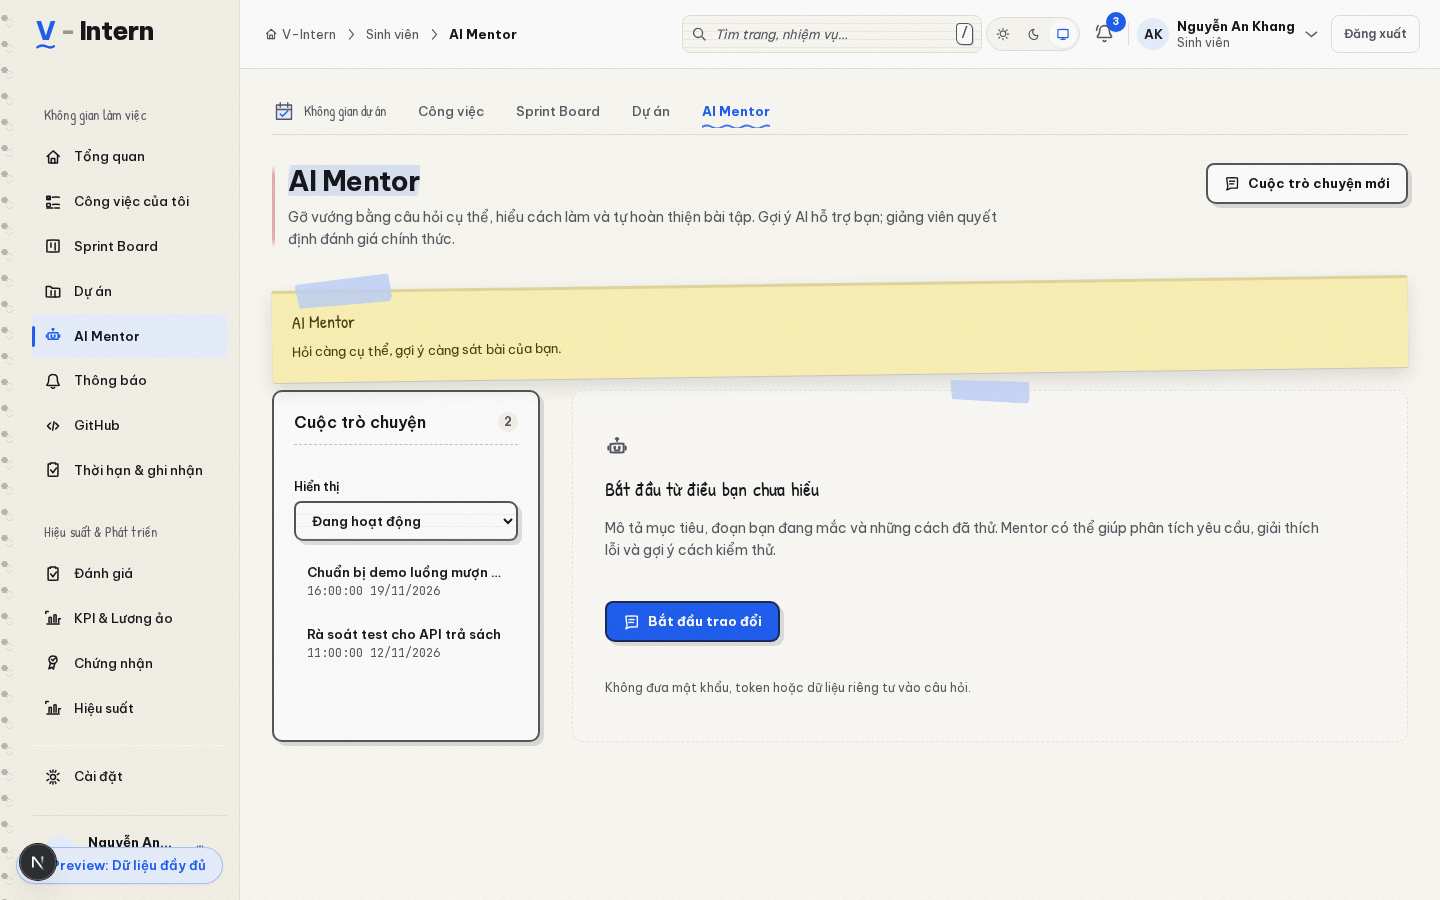 V - Intern
Không gian làm việc
Tổng quan
Công việc của tôi
Sprint Board
Dự án
AI Mentor
Thông báo
GitHub
Thời hạn & ghi nhận
Hiệu suất & Phát triển
Đánh giá
KPI & Lương ảo
Chứng nhận
Hiệu suất
Cài đặt
Nguyễn An...
N
Preview: Dữ liệu đầy đủ
V-Intern
Sinh viên
AI Mentor
Tìm trang, nhiệm vụ...
/
3
AK
Nguyễn An Khang
Sinh viên
Đăng xuất
Không gian dự án
Công việc
Sprint Board
Dự án
AI Mentor
AI Mentor
Gỡ vướng bằng câu hỏi cụ thể, hiểu cách làm và tự hoàn thiện bài tập. Gợi ý AI hỗ trợ bạn; giảng viên quyết
định đánh giá chính thức.
Cuộc trò chuyện mới
AI Mentor
Hỏi càng cụ thể, gợi ý càng sát bài của bạn.
Cuộc trò chuyện
2
Hiển thị
Đang hoạt động
Chuẩn bị demo luồng mượn ...
16:00:00 19/11/2026
Rà soát test cho API trả sách
11:00:00 12/11/2026
Bắt đầu từ điều bạn chưa hiểu
Mô tả mục tiêu, đoạn bạn đang mắc và những cách đã thử. Mentor có thể giúp phân tích yêu cầu, giải thích
lỗi và gợi ý cách kiểm thử.
Bắt đầu trao đổi
Không đưa mật khẩu, token hoặc dữ liệu riêng tư vào câu hỏi.